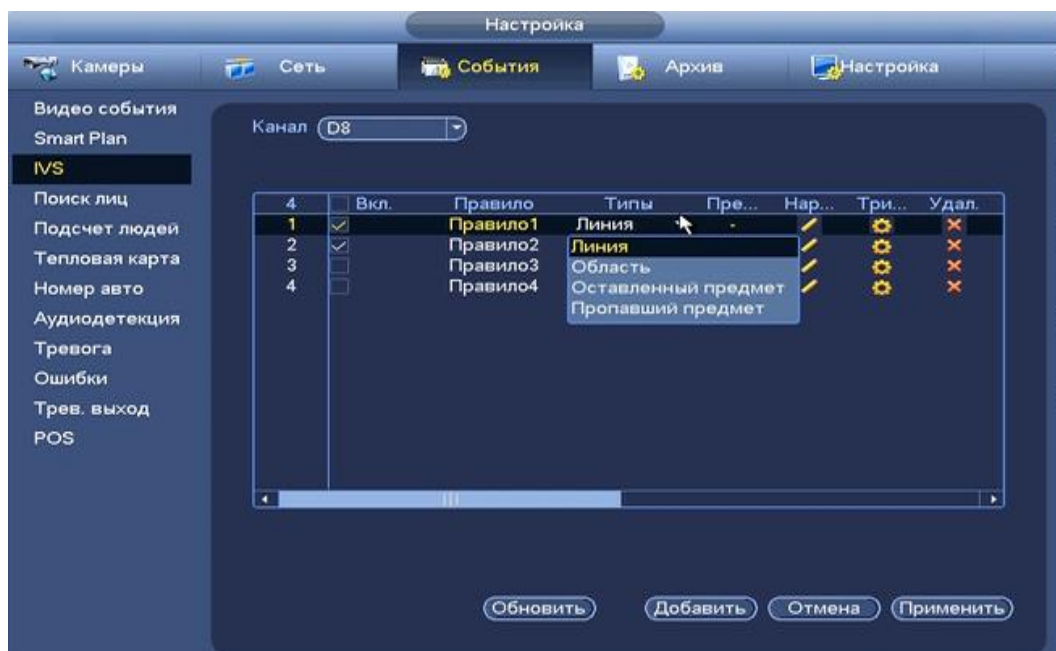 Настройка
Камеры Сеть События Архив Настройка
Видео события
Smart Plan
IVS
Поиск лиц
Подсчет людей
Тепловая карта
Номер авто
Аудиодетекция
Тревога
Ошибки
Трев. выход
POS
Канал D8
4 Вкл. Правило Типы Пре... Нар... Три... Удал.
1 Правило1 Линия -
2 Правило2
3 Правило3
4 Правило4
Линия
Область
Оставленный предмет
Пропавший предмет
Обновить Добавить Отмена Применить